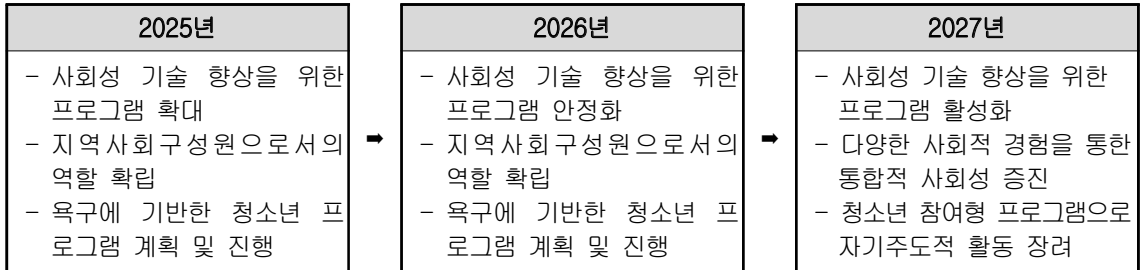 2025년
- 사회성 기술 향상을 위한
프로그램 확대
- 지역사회구성원으로서의
역할 확립
- 욕구에 기반한 청소년 프
로그램 계획 및 진행
➡
2026년
- 사회성 기술 향상을 위한
프로그램 안정화
- 지역사회구성원으로서의
역할 확립
- 욕구에 기반한 청소년 프
로그램 계획 및 진행
➡
2027년
- 사회성 기술 향상을 위한
프로그램 활성화
- 다양한 사회적 경험을 통한
통합적 사회성 증진
- 청소년 참여형 프로그램으로
자기주도적 활동 장려